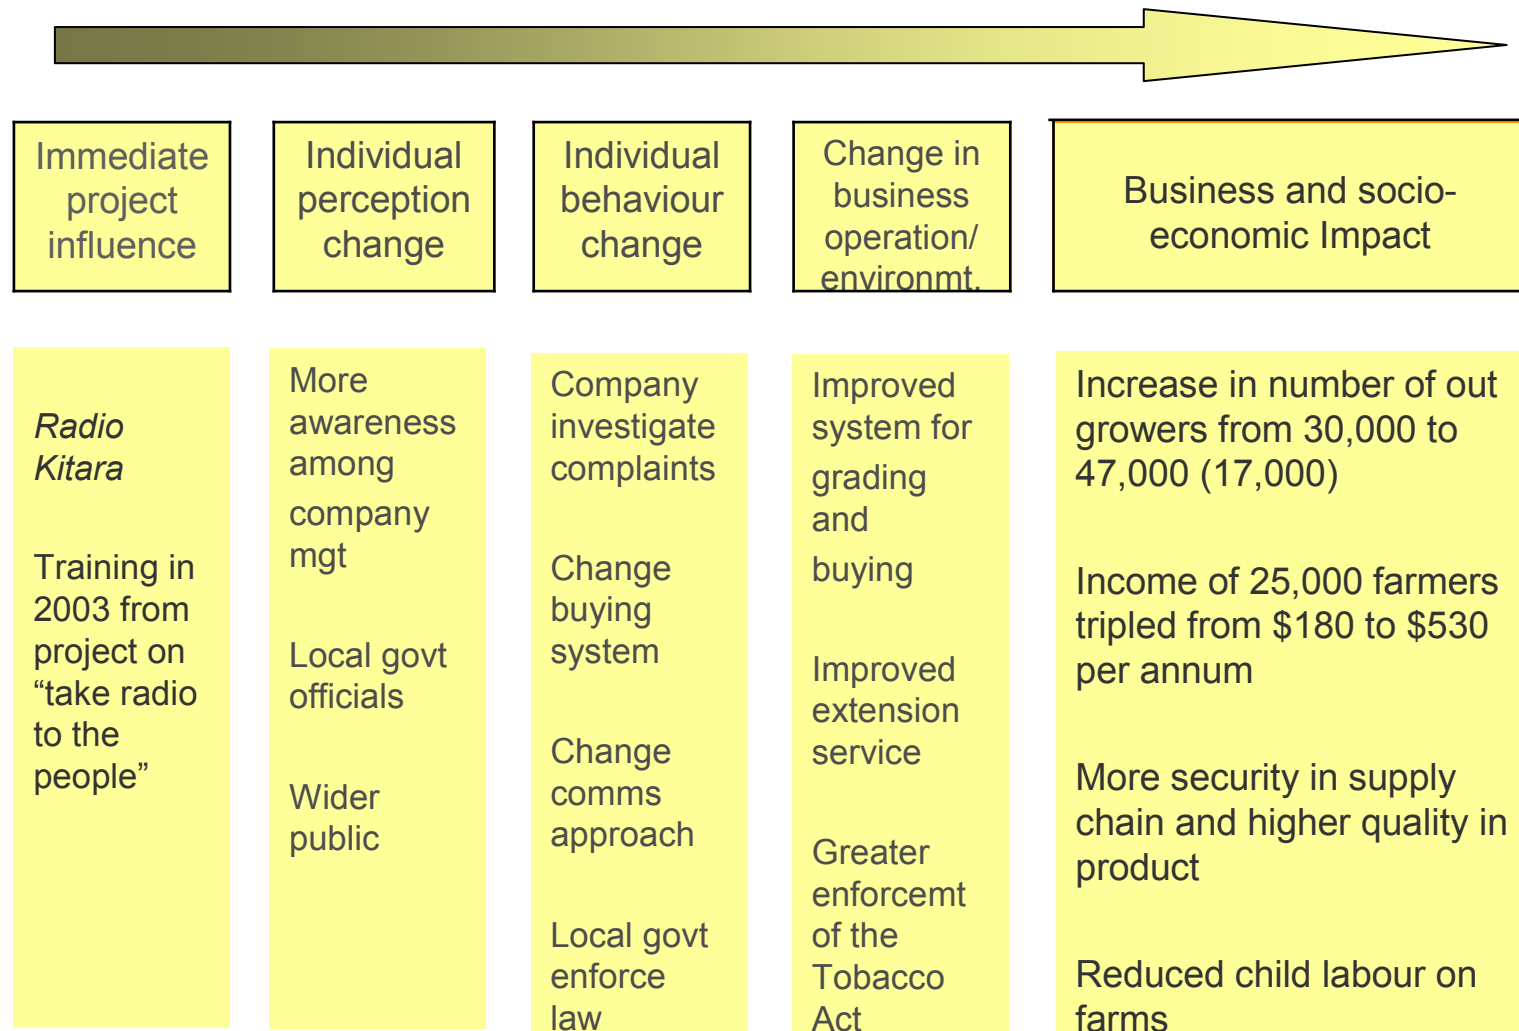 Immediate
project
influence
Individual
perception
change
Individual
behaviour
change
Change in
business
operation/
environmt.
Business and socio-
economic Impact
Radio
Kitara
Training in
2003 from
project on
“take radio
to the
people”
More
awareness
among
company
mgt
Local govt
officials
Wider
public
Company
investigate
complaints
Change
buying
system
Change
comms
approach
Local govt
enforce
law
Improved
system for
grading
and
buying
Improved
extension
service
Greater
enforcemt
of the
Tobacco
Act
Increase in number of out
growers from 30,000 to
47,000 (17,000)
Income of 25,000 farmers
tripled from $180 to $530
per annum
More security in supply
chain and higher quality in
product
Reduced child labour on
farms